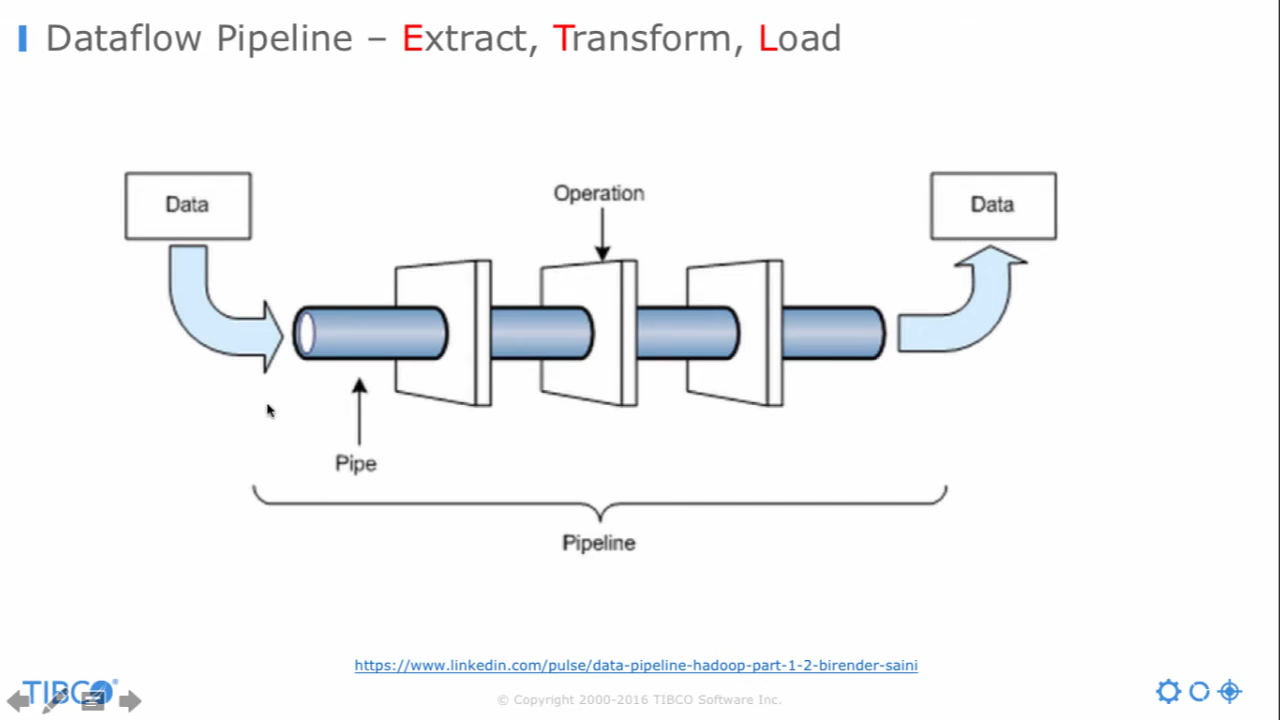 Dataflow Pipeline – Extract, Transform, Load
Data
Operation
Data
Pipe
Pipeline
https://www.linkedin.com/pulse/data-pipeline-hadoop-part-1-2-birender-saini
TIBCO®
© Copyright 2000-2016 TIBCO Software Inc.